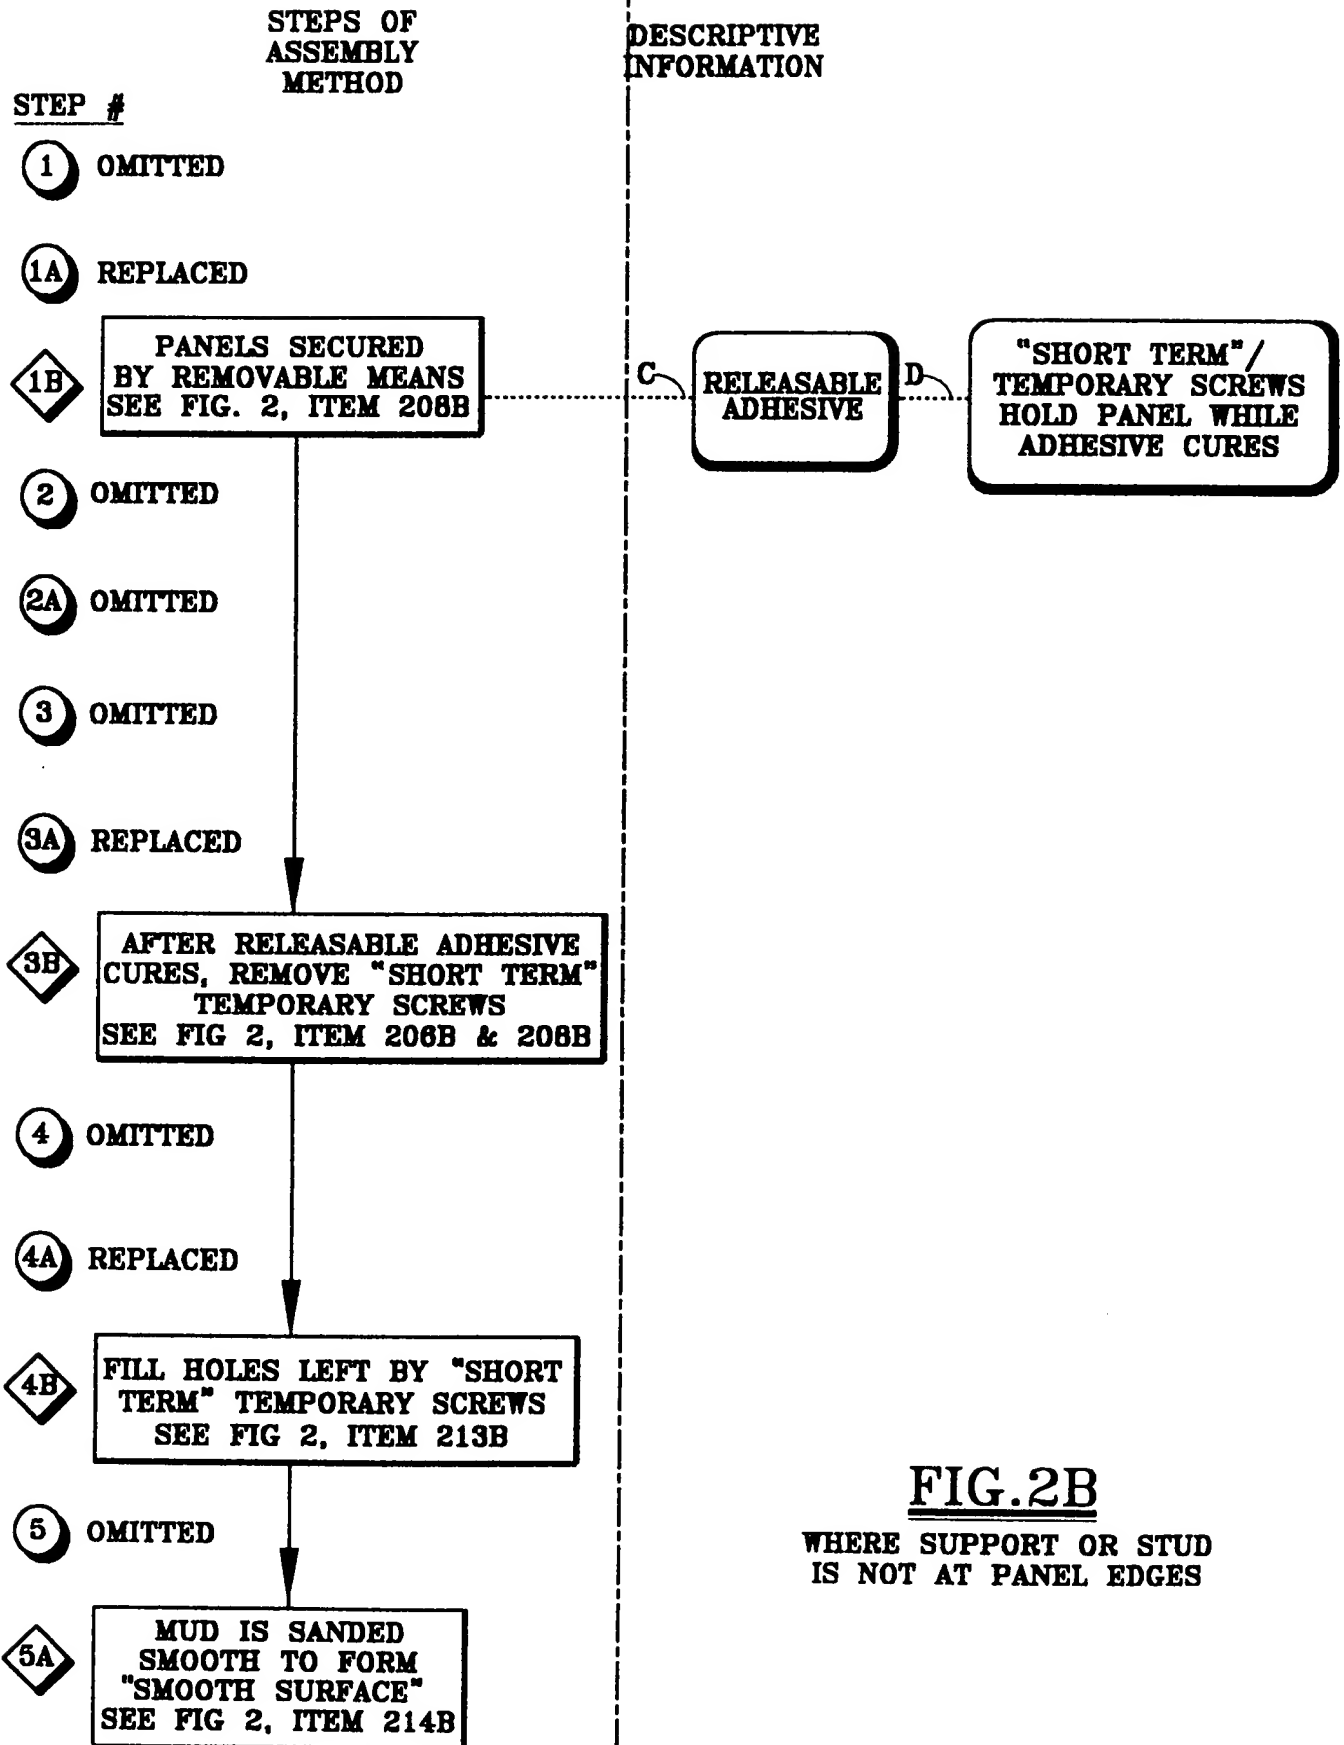 STEPS OF
ASSEMBLY
METHOD
DESCRIPTIVE
INFORMATION
STEP #
1 OMITTED
1A REPLACED
1B
PANELS SECURED
BY REMOVABLE MEANS
SEE FIG. 2, ITEM 208B
C
RELEASABLE
ADHESIVE
D
"SHORT TERM"/
TEMPORARY SCREWS
HOLD PANEL WHILE
ADHESIVE CURES
2 OMITTED
2A OMITTED
3 OMITTED
3A REPLACED
3B
AFTER RELEASABLE ADHESIVE
CURES, REMOVE "SHORT TERM"
TEMPORARY SCREWS
SEE FIG 2, ITEM 206B & 208B
4 OMITTED
4A REPLACED
4B
FILL HOLES LEFT BY "SHORT
TERM" TEMPORARY SCREWS
SEE FIG 2, ITEM 213B
5 OMITTED
5A
MUD IS SANDED
SMOOTH TO FORM
"SMOOTH SURFACE"
SEE FIG 2, ITEM 214B
FIG.2B
WHERE SUPPORT OR STUD
IS NOT AT PANEL EDGES